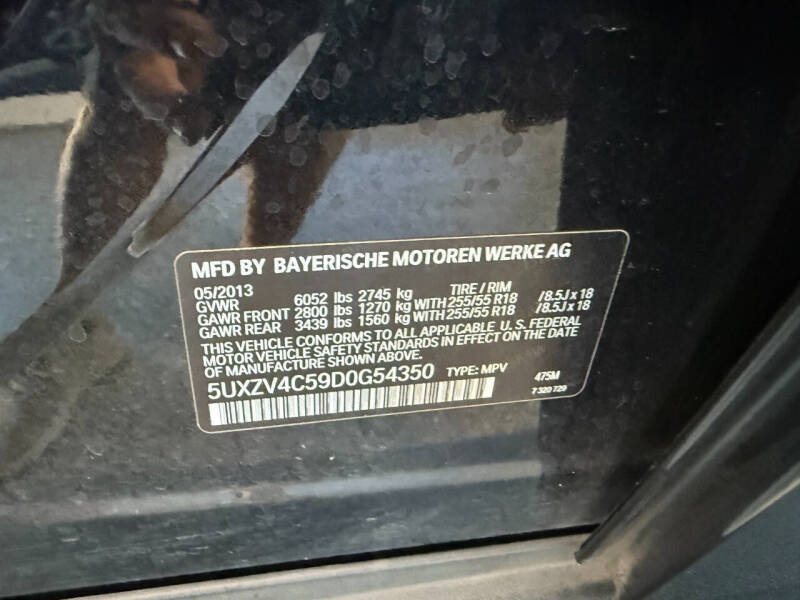 MFD BY BAYERISCHE MOTOREN WERKE AG
05/2013 TIRE / RIM
GVWR 6052 lbs 2745 kg
GAWR FRONT 2800 lbs 1270 kg WITH 255/55 R18 /8.5J x 18
GAWR REAR 3439 lbs 1560 kg WITH 255/55 R18 /8.5J x 18
THIS VEHICLE CONFORMS TO ALL APPLICABLE U.S. FEDERAL
MOTOR VEHICLE SAFETY STANDARDS IN EFFECT ON THE DATE
OF MANUFACTURE SHOWN ABOVE.
5UXZV4C59D0G54350 TYPE: MPV 475M
7 320 729